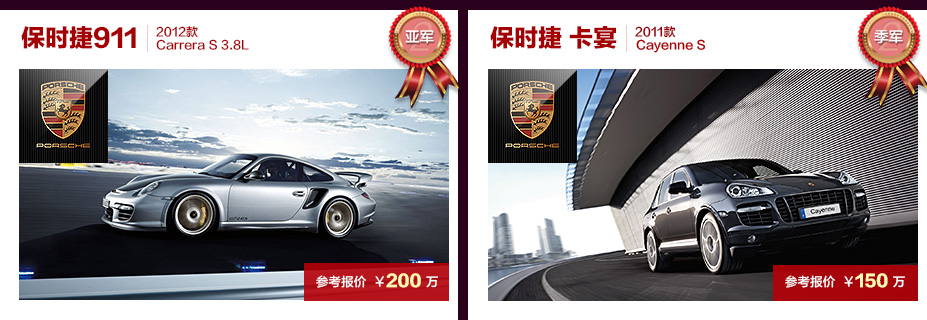 保时捷911
2012款
Carrera S 3.8L
亚军
PORSCHE
PORSCHE
参考报价 ￥200 万
保时捷 卡宴
2011款
Cayenne S
季军
PORSCHE
PORSCHE
Cayenne
参考报价 ￥150 万